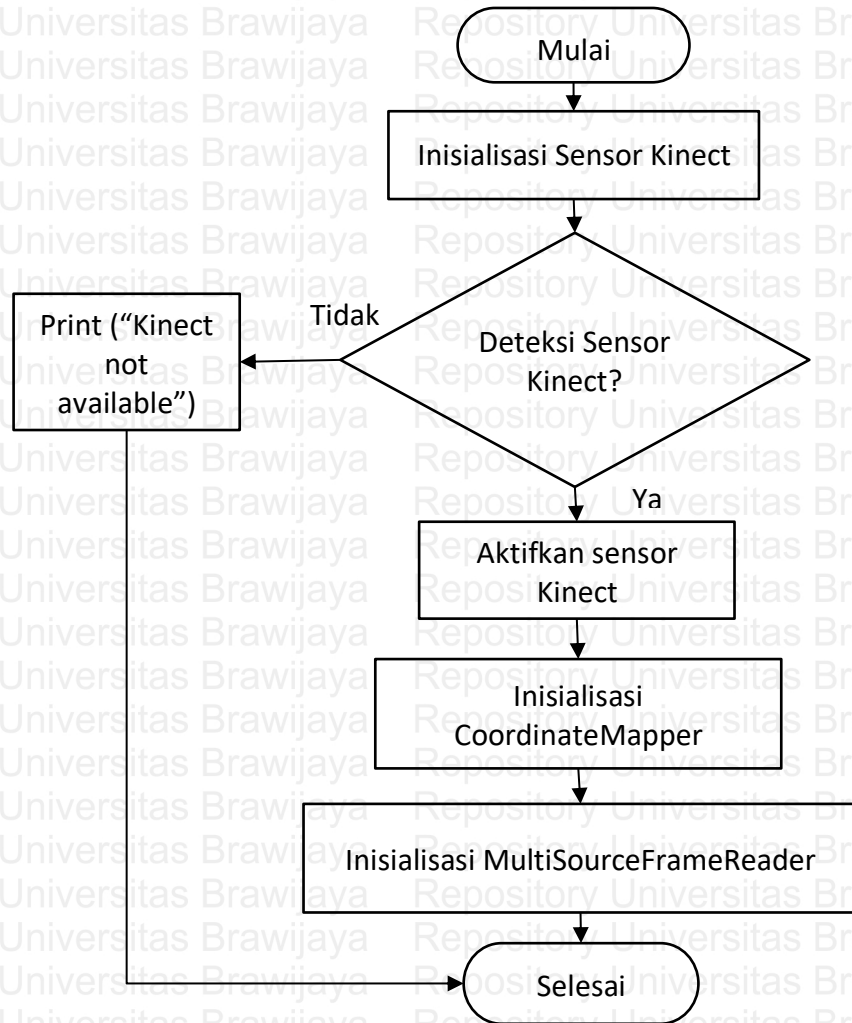 Mulai
Inisialisasi Sensor Kinect
Tidak
Print (“Kinect
not
available”)
Deteksi Sensor
Kinect?
Ya
Aktifkan sensor
Kinect
Inisialisasi
CoordinateMapper
Inisialisasi MultiSourceFrameReader
Selesai